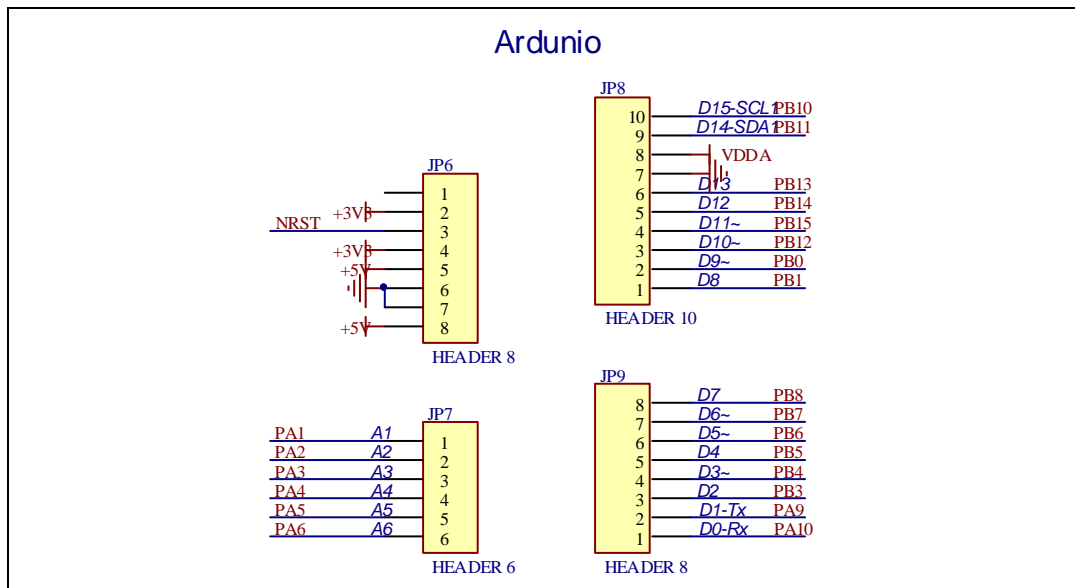 Ardunio
JP6
1
+3V3 2
NRST 3
+3V3 4
+5V 5
6
7
+5V 8
HEADER 8
JP8
10 D15-SCL1 PB10
9 D14-SDA1 PB11
8 VDDA
7
6 D13 PB13
5 D12 PB14
4 D11~ PB15
3 D10~ PB12
2 D9~ PB0
1 D8 PB1
HEADER 10
JP7
PA1 A1 1
PA2 A2 2
PA3 A3 3
PA4 A4 4
PA5 A5 5
PA6 A6 6
HEADER 6
JP9
8 D7 PB8
7 D6~ PB7
6 D5~ PB6
5 D4 PB5
4 D3~ PB4
3 D2 PB3
2 D1-Tx PA9
1 D0-Rx PA10
HEADER 8